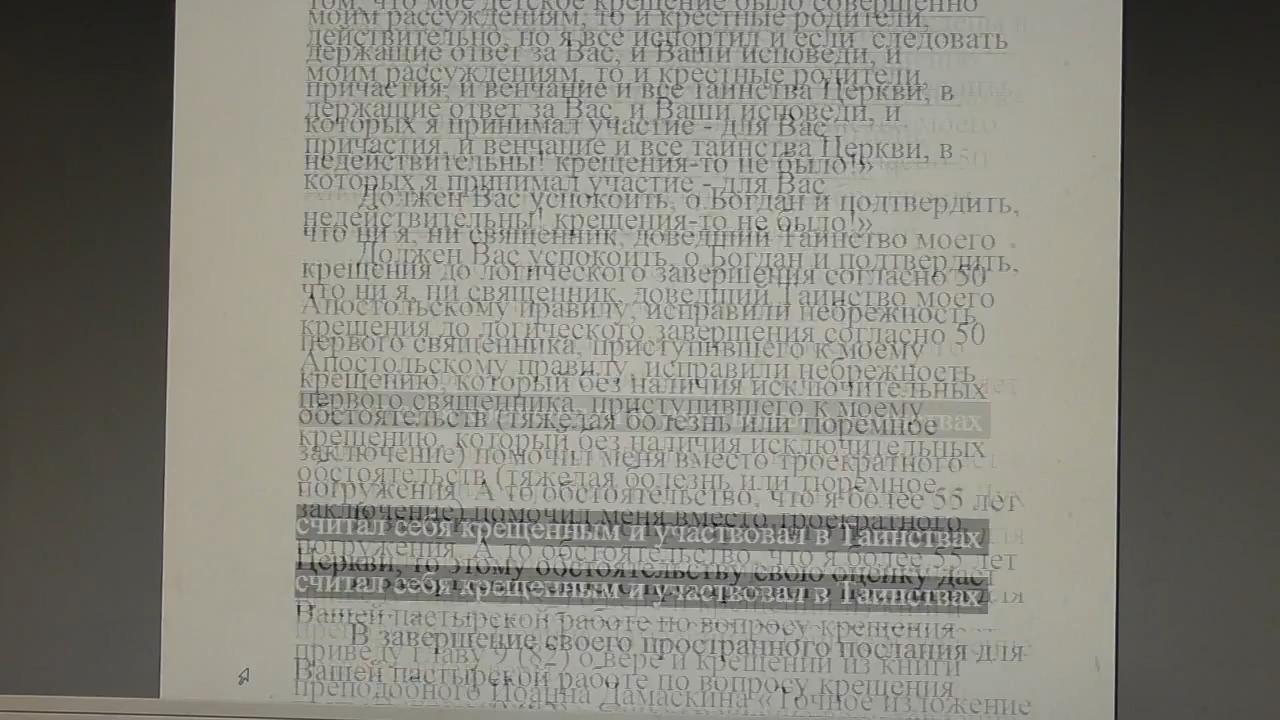 том, что мое детское крещение было совершенно
действительно, но я все испортил и если следовать
моим рассуждениям, то и крестные родители,
держащие ответ за Вас, и Ваши исповеди, и
причастия, и венчание и все таинства Церкви, в
которых я принимал участие - для Вас
недействительны! крещения-то не было!»
Должен Вас успокоить, о.Богдан и подтвердить,
что ни я, ни священник, доведший Таинство моего
крещения до логического завершения согласно 50
Апостольскому правилу, исправили небрежность
первого священника, приступившего к моему
крещению, который без наличия исключительных
обстоятельств (тяжелая болезнь или тюремное
заключение) помочил меня вместо троекратного
погружения. А то обстоятельство, что я более 55 лет
считал себя крещенным и участвовал в Таинствах
Церкви, то этому обстоятельству свою оценку даст
В завершение своего пространного послания для
Вашей пастырской работе по вопросу крещения
приведу Главу 9 (82) о вере и крещении из книги
преподобного Иоанна Дамаскина «Точное изложение